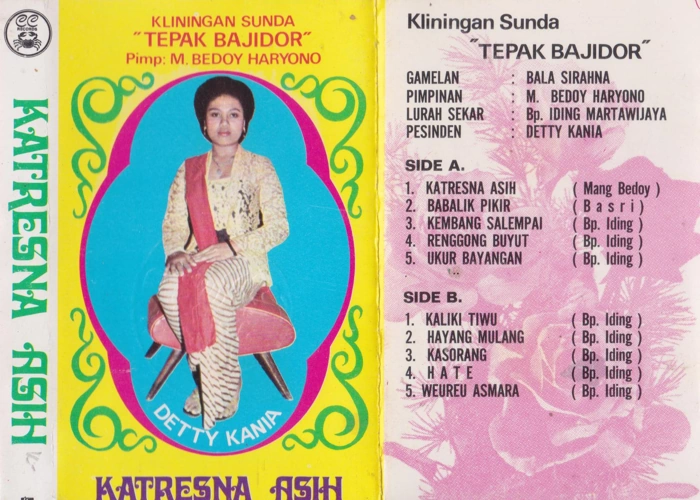 RECORDS
KATRESNA ASIH
KLININGAN SUNDA
"TEPAK BAJIDOR"
Pimp: M. BEDOY HARYONO
DETTY KANIA
KATRESNA ASIH
Kliningan Sunda
"TEPAK BAJIDOR"
GAMELAN : BALA SIRAHNA
PIMPINAN : M. BEDOY HARYONO
LURAH SEKAR : Bp. IDING MARTAWIJAYA
PESINDEN : DETTY KANIA
SIDE A.
1. KATRESNA ASIH ( Mang Bedoy )
2. BABALIK PIKIR ( B a s r i )
3. KEMBANG SALEMPAI ( Bp. Iding )
4. RENGGONG BUYUT ( Bp. Iding )
5. UKUR BAYANGAN ( Bp. Iding )
SIDE B.
1. KALIKI TIWU ( Bp. Iding )
2. HAYANG MULANG ( Bp. Iding )
3. KASORANG ( Bp. Iding )
4. H A T E ( Bp. Iding )
5. WEUREU ASMARA ( Bp. Iding )